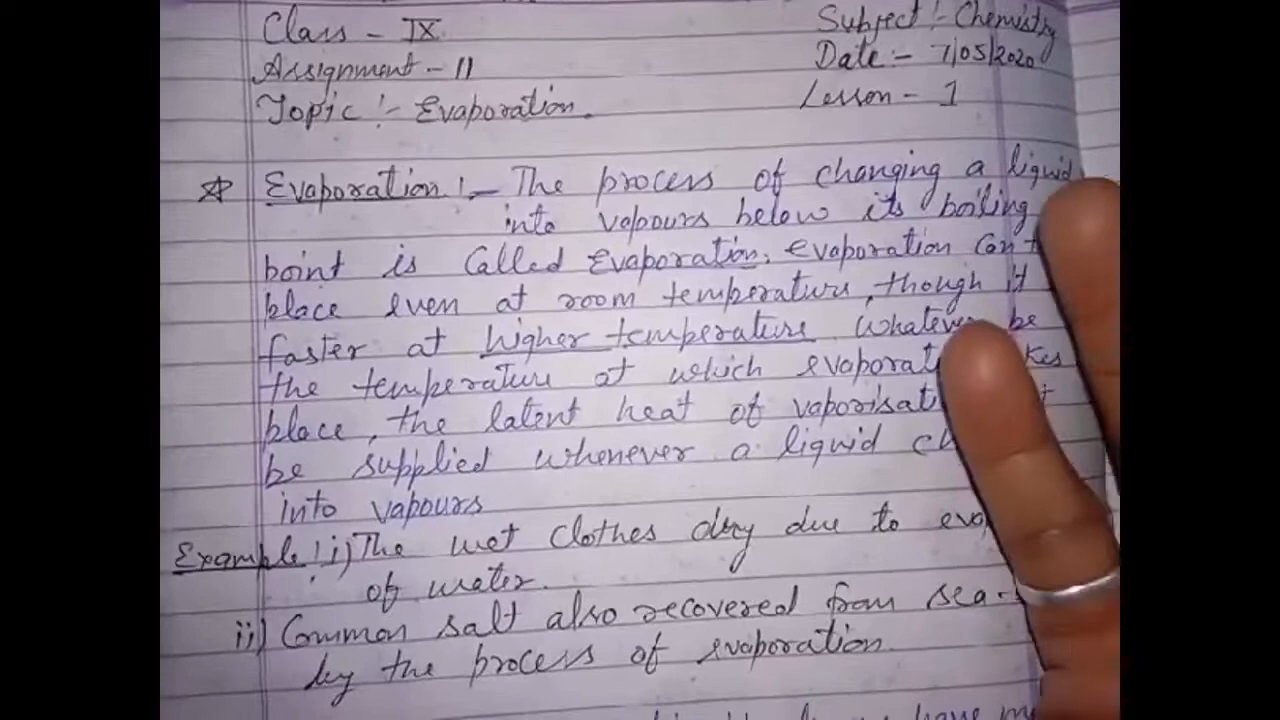 Class - IX
Subject :- Chemistry
Assignment - 11
Date :- 7/05/2020
Topic :- Evaporation.
Lesson - 1
☆ Evaporation :- The process of changing a liquid
into vapours below its boiling
point is called Evaporation. evaporation can
place even at room temperature, though it
faster at higher temperature whatever be
the temperature at which
place, the latent heat of
be supplied whenever a liquid
into vapours
Example : i) The wet clothes dry due to
of water.
ii) Common salt also recovered from sea-
by the process of evaporation.
have